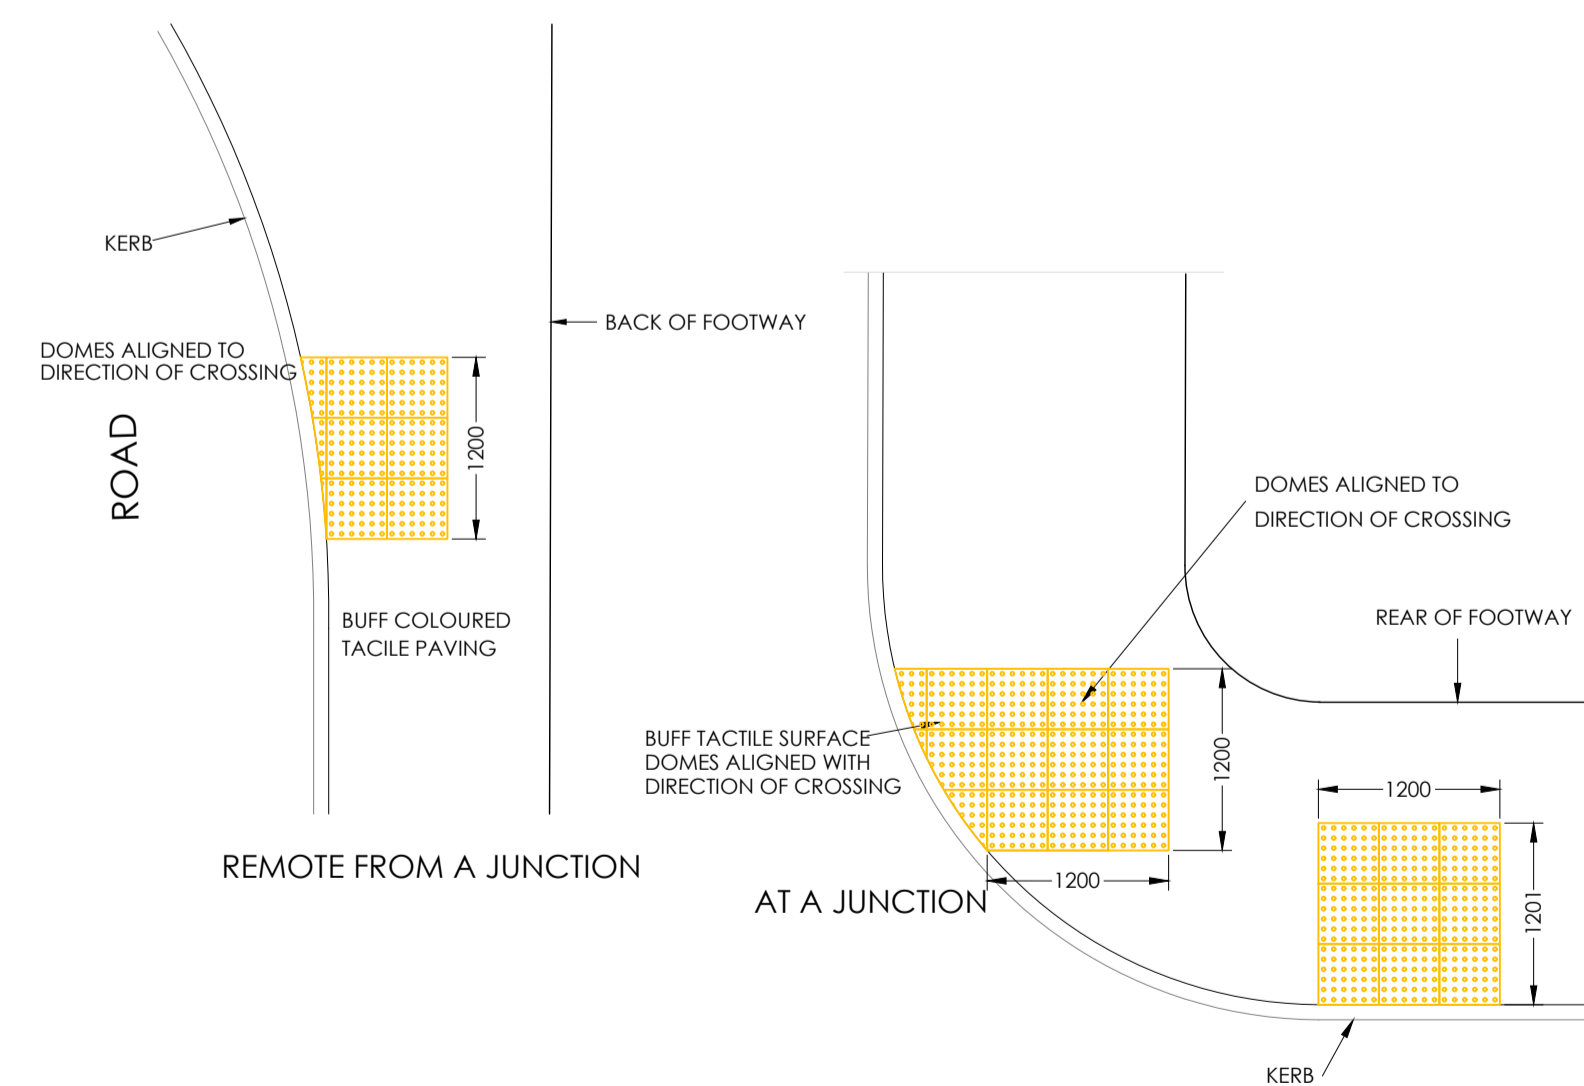 KERB
DOMES ALIGNED TO
DIRECTION OF CROSSING
ROAD
BACK OF FOOTWAY
1200
BUFF COLOURED
TACILE PAVING
REMOTE FROM A JUNCTION
DOMES ALIGNED TO
DIRECTION OF CROSSING
REAR OF FOOTWAY
BUFF TACTILE SURFACE
DOMES ALIGNED WITH
DIRECTION OF CROSSING
1200
1200
AT A JUNCTION
1200
1201
KERB